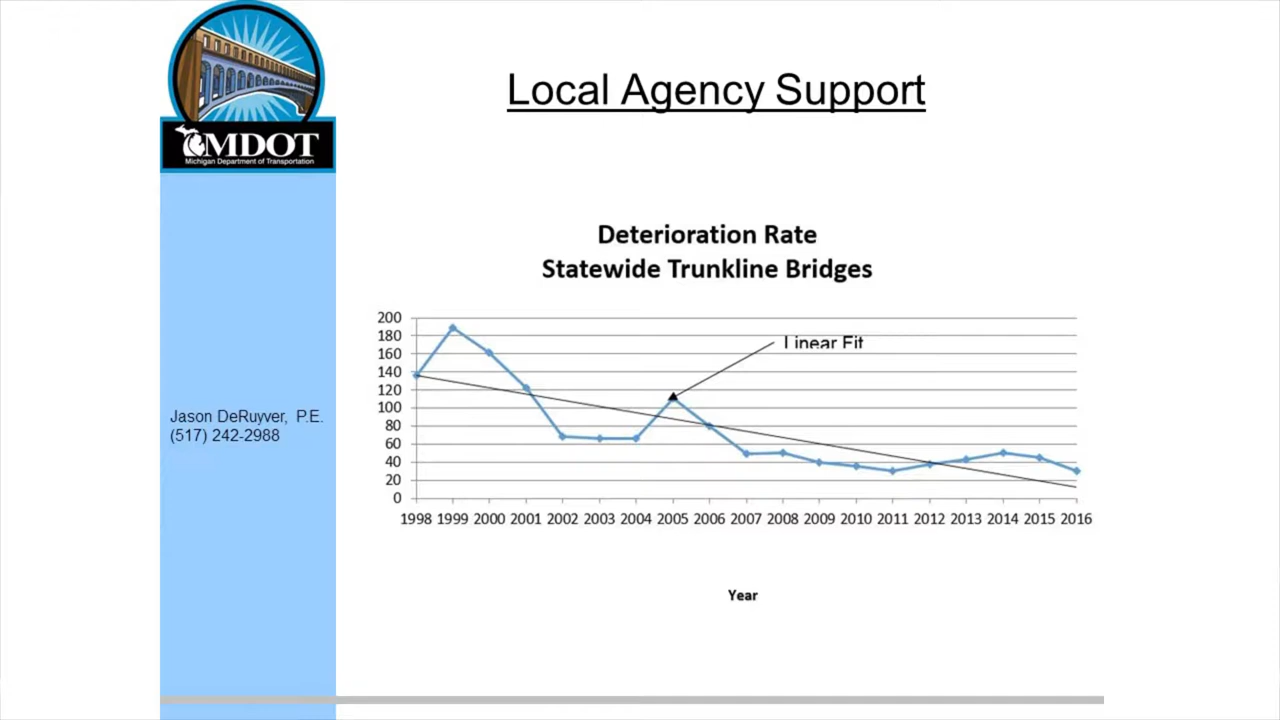 Local Agency Support
MDOT
Michigan Department of Transportation
Jason DeRuyver, P.E.
(517) 242-2988
Deterioration Rate
Statewide Trunkline Bridges
200
180
160
140
120
100
80
60
40
20
0
Linear Fit
1998 1999 2000 2001 2002 2003 2004 2005 2006 2007 2008 2009 2010 2011 2012 2013 2014 2015 2016
Year